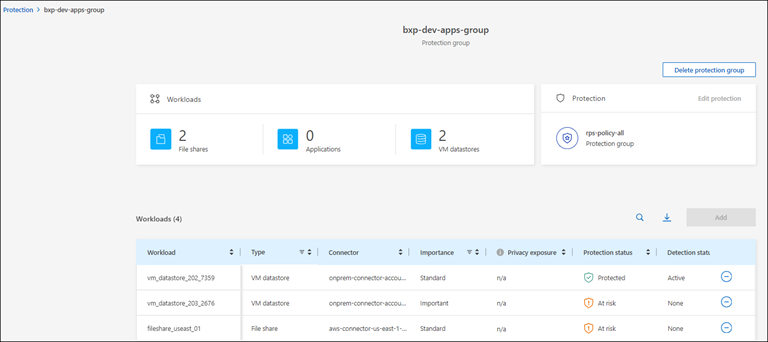 Protection > bxp-dev-apps-group
bxp-dev-apps-group
Protection group
Delete protection group
Workloads
2
File shares
0
Applications
2
VM datastores
Protection
Edit protection
rps-policy-all
Protection group
Workloads (4)
Add
Workload Type Connector Importance Privacy exposure Protection status Detection statu
vm_datastore_202_7359 VM datastore onprem-connector-accou... Standard n/a Protected Active
vm_datastore_203_2676 VM datastore onprem-connector-accou... Important n/a At risk None
fileshare_useast_01 File share aws-connector-us-east-1-... Standard n/a At risk None